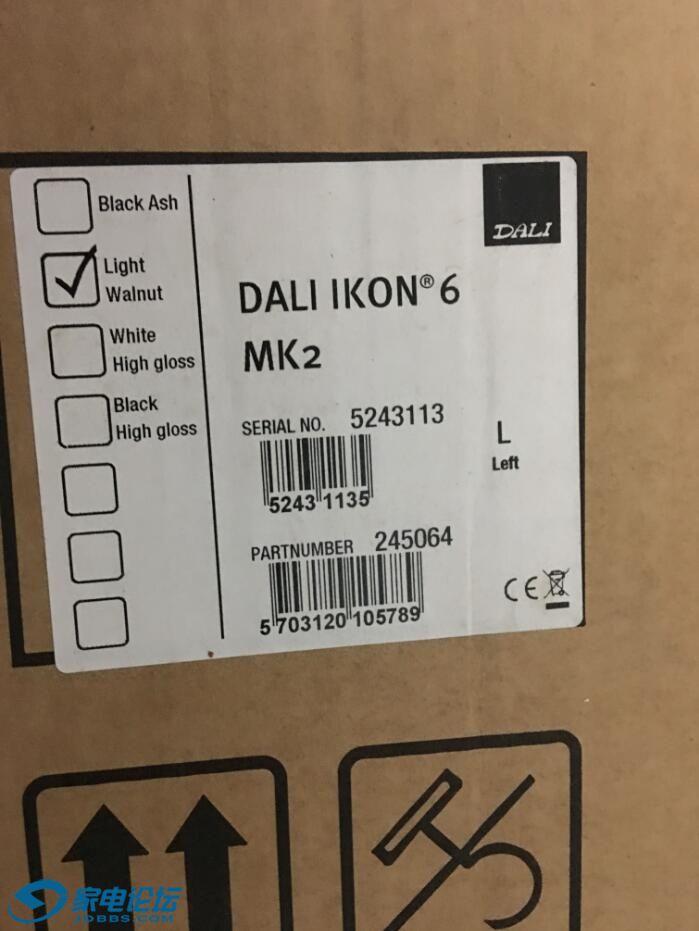 Black Ash
Light
Walnut
White
High gloss
Black
High gloss
DALI
DALI IKON® 6
MK2
SERIAL NO. 5243113
5243 1135
L
Left
PARTNUMBER 245064
5 703120 105789
CE
家电论坛
JDBBS.COM